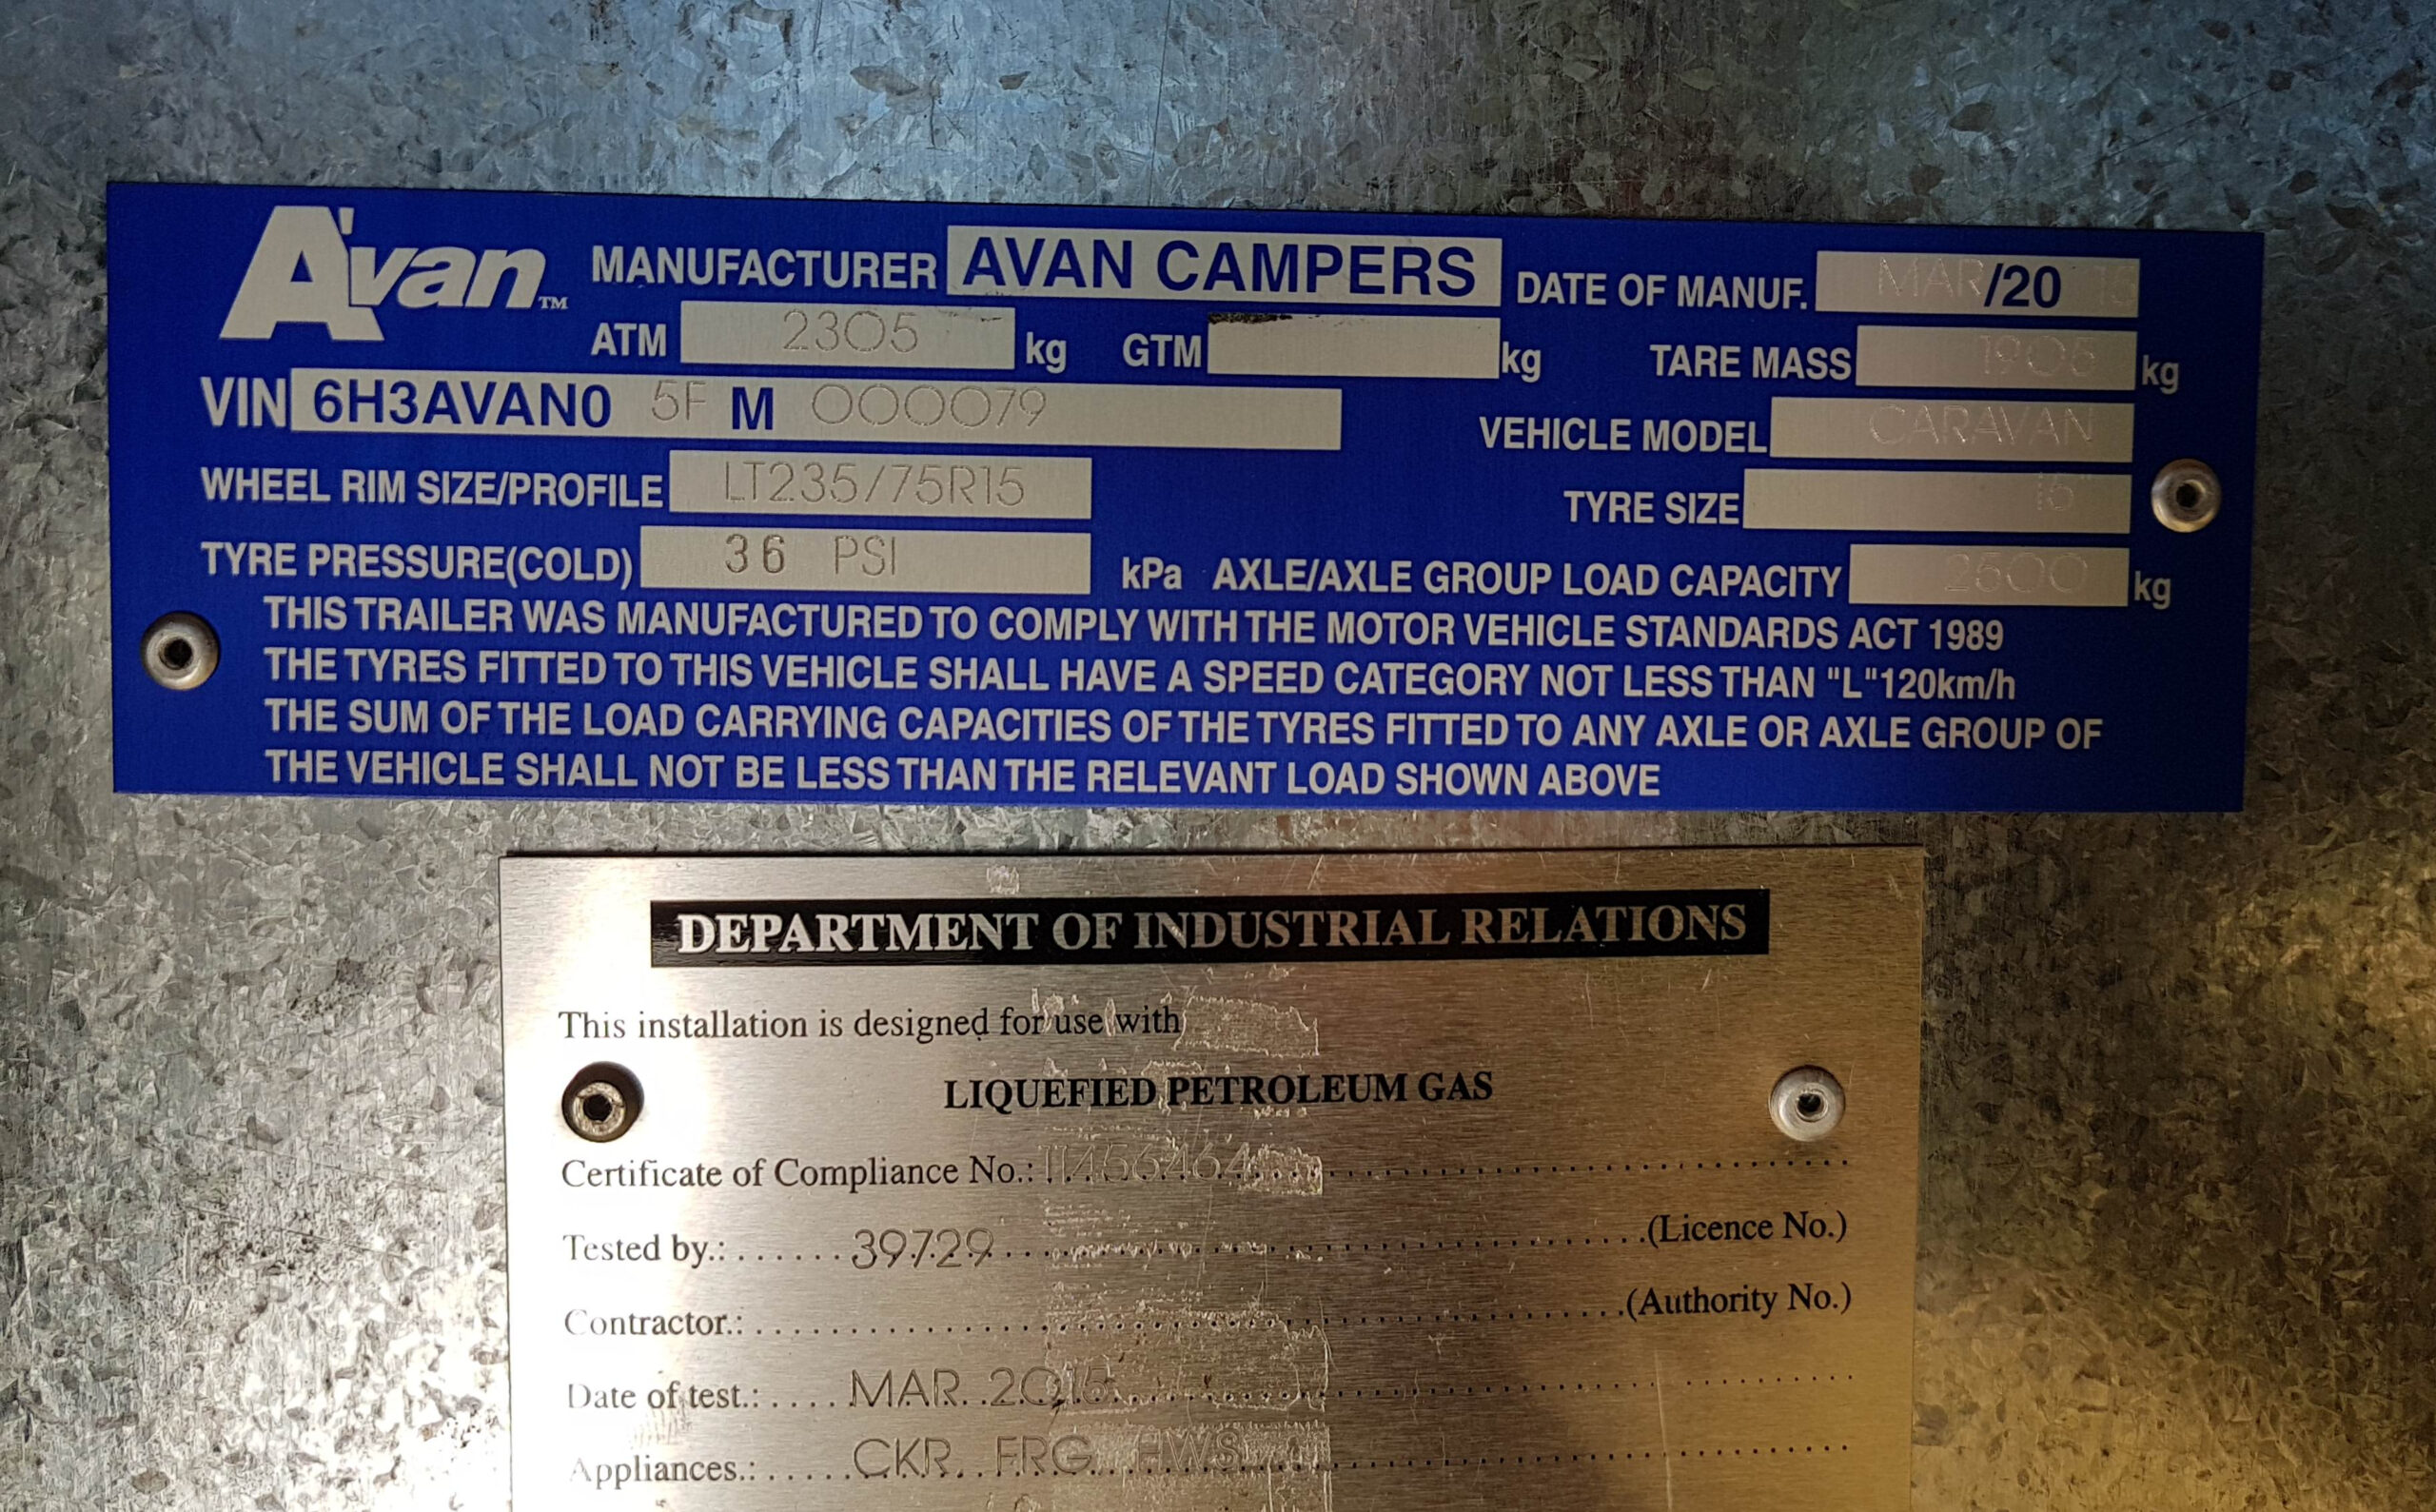 A'van™ MANUFACTURER AVAN CAMPERS DATE OF MANUF. MAR/20 15
ATM 2305 kg GTM kg TARE MASS 1905 kg
VIN 6H3AVAN0 5F M 000079 VEHICLE MODEL CARAVAN
WHEEL RIM SIZE/PROFILE LT235/75R15 TYRE SIZE 15"
TYRE PRESSURE(COLD) 36 PSI kPa AXLE/AXLE GROUP LOAD CAPACITY 2500 kg
THIS TRAILER WAS MANUFACTURED TO COMPLY WITH THE MOTOR VEHICLE STANDARDS ACT 1989
THE TYRES FITTED TO THIS VEHICLE SHALL HAVE A SPEED CATEGORY NOT LESS THAN "L"120km/h
THE SUM OF THE LOAD CARRYING CAPACITIES OF THE TYRES FITTED TO ANY AXLE OR AXLE GROUP OF
THE VEHICLE SHALL NOT BE LESS THAN THE RELEVANT LOAD SHOWN ABOVE
DEPARTMENT OF INDUSTRIAL RELATIONS
This installation is designed for use with
LIQUEFIED PETROLEUM GAS
Certificate of Compliance No.:
Tested by.: 39729 (Licence No.)
Contractor.: (Authority No.)
Date of test.: MAR 2015
Appliances.: CKR FRG HWS